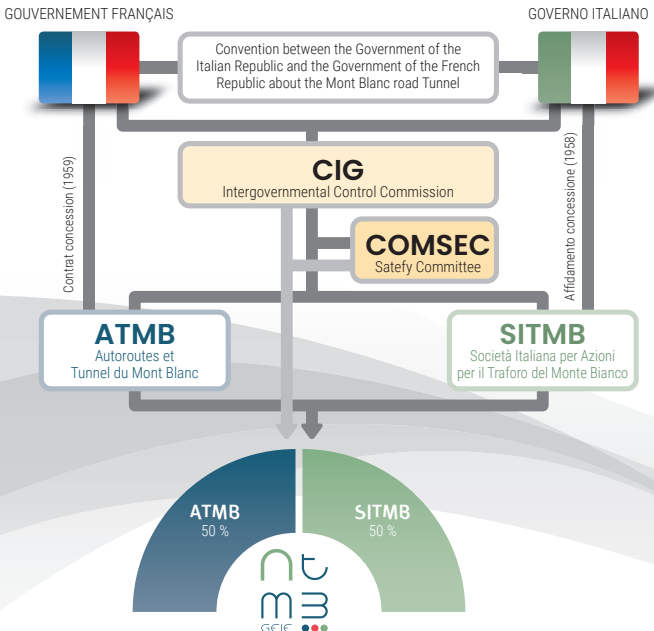 GOUVERNEMENT FRANÇAIS
GOVERNO ITALIANO
Convention between the Government of the
Italian Republic and the Government of the French
Republic about the Mont Blanc road Tunnel
CIG
Intergovernmental Control Commission
Contrat concession (1959)
Affidamento concessione (1958)
COMSEC
Satefy Committee
ATMB
Autoroutes et
Tunnel du Mont Blanc
SITMB
Società Italiana per Azioni
per il Traforo del Monte Bianco
ATMB
50 %
SITMB
50 %
tmb
GEIE